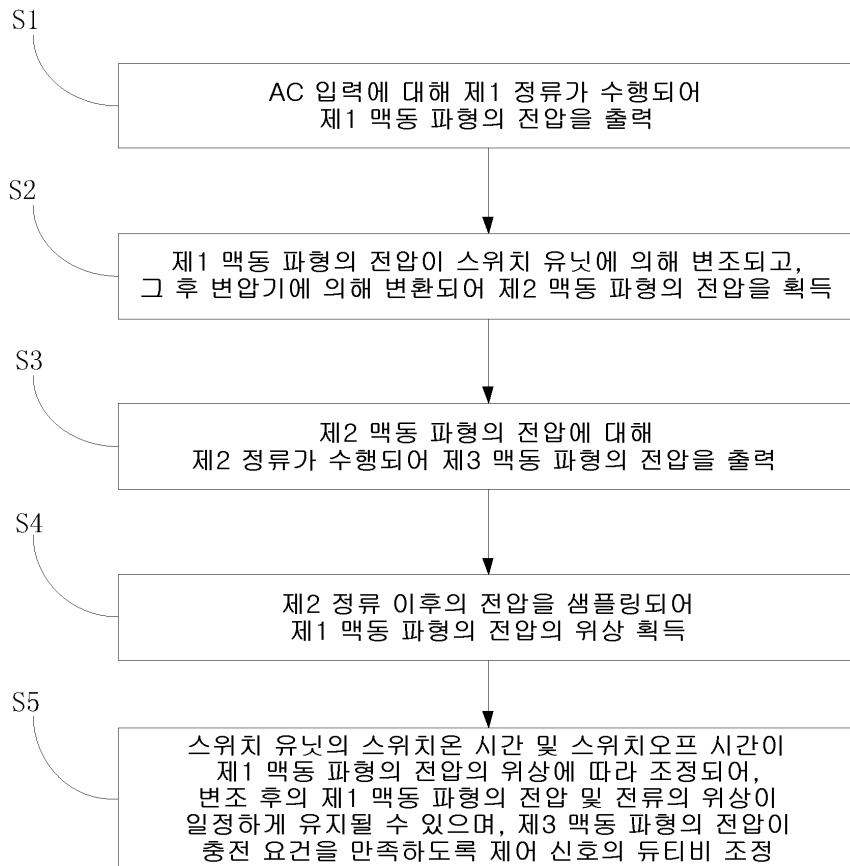 S1
AC 입력에 대해 제1 정류가 수행되어
제1 맥동 파형의 전압을 출력
S2
제1 맥동 파형의 전압이 스위치 유닛에 의해 변조되고,
그 후 변압기에 의해 변환되어 제2 맥동 파형의 전압을 획득
S3
제2 맥동 파형의 전압에 대해
제2 정류가 수행되어 제3 맥동 파형의 전압을 출력
S4
제2 정류 이후의 전압을 샘플링되어
제1 맥동 파형의 전압의 위상 획득
S5
스위치 유닛의 스위치온 시간 및 스위치오프 시간이
제1 맥동 파형의 전압의 위상에 따라 조정되어,
변조 후의 제1 맥동 파형의 전압 및 전류의 위상이
일정하게 유지될 수 있으며, 제3 맥동 파형의 전압이
충전 요건을 만족하도록 제어 신호의 듀티비 조정